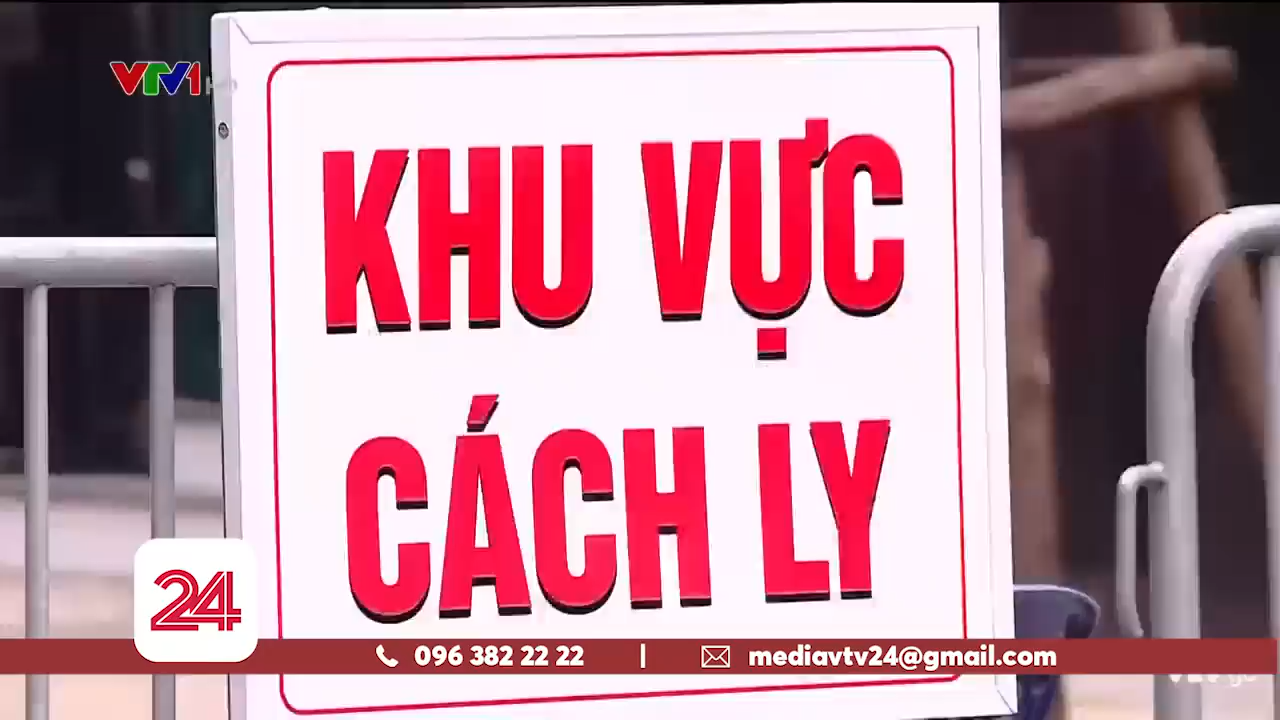 VTV1
KHU VỰC
CÁCH LY
24
096 382 22 22 | mediavtv24@gmail.com